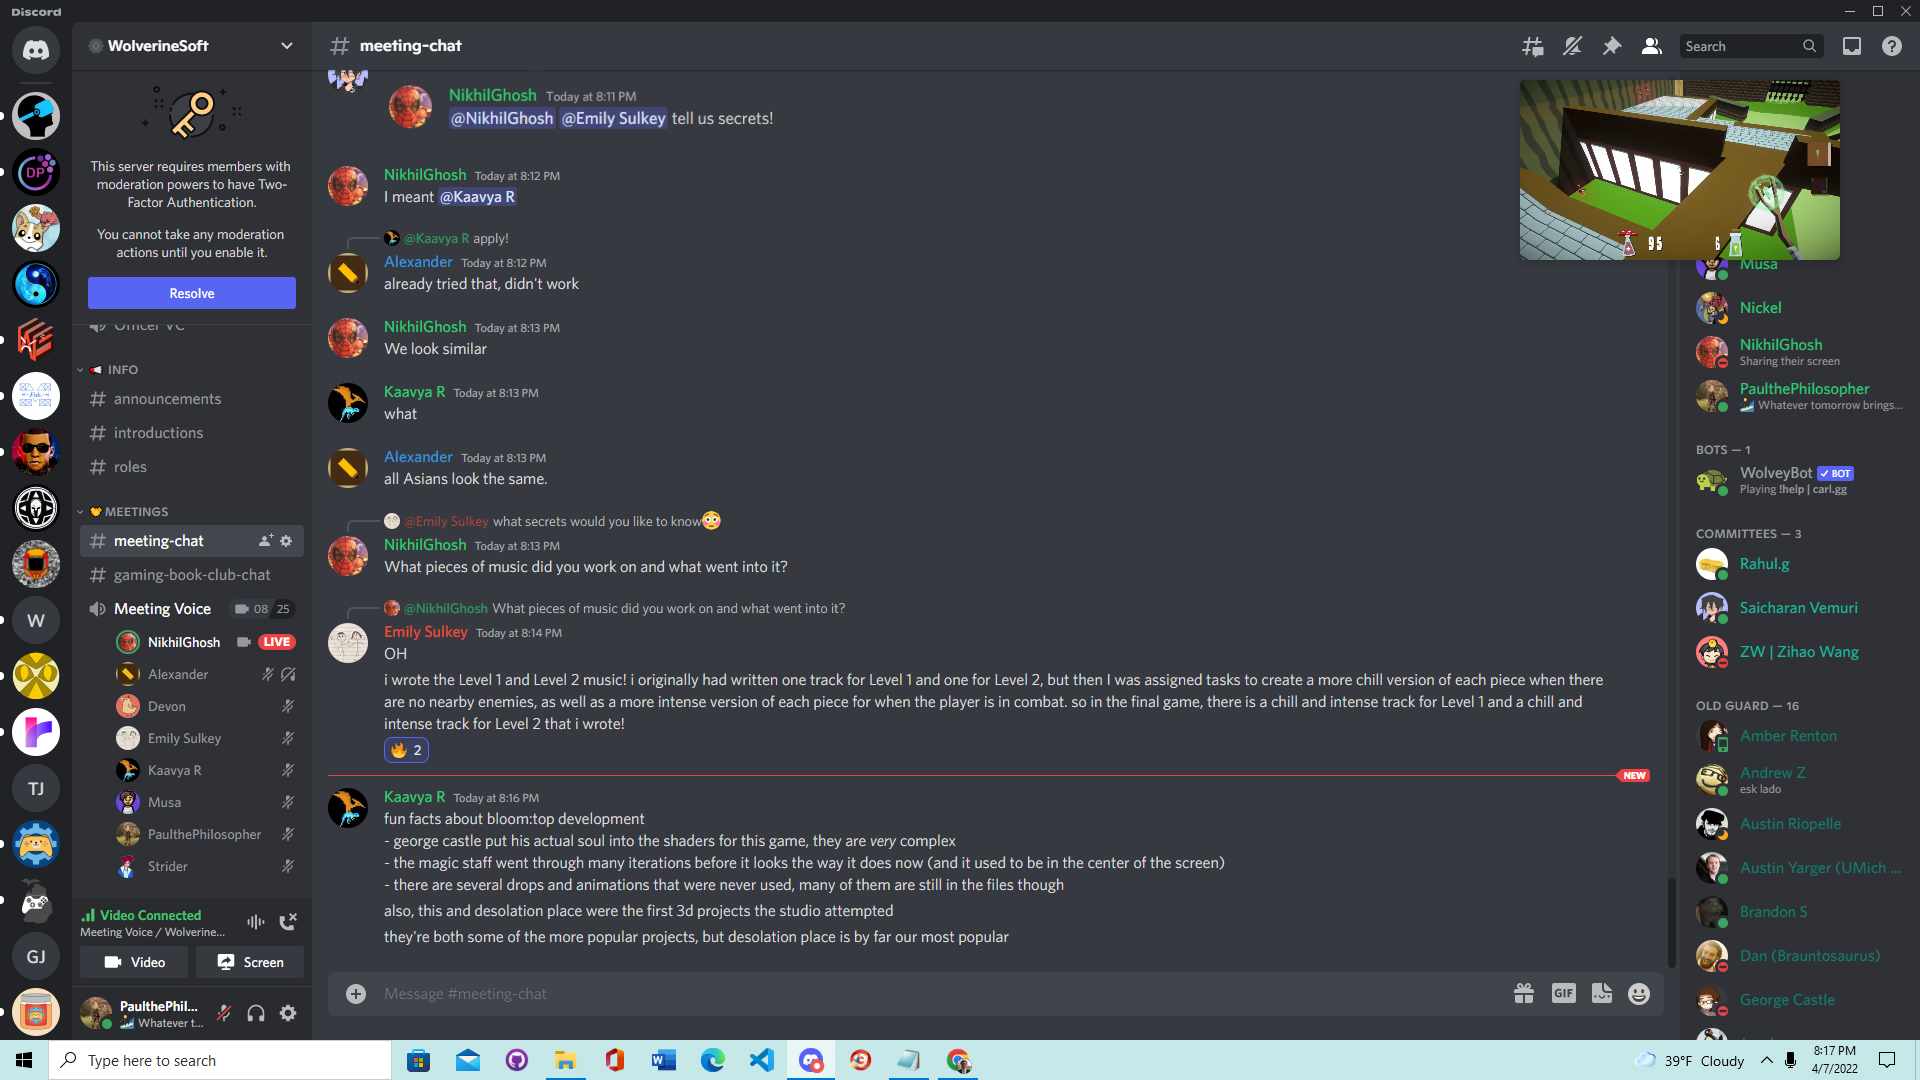 Discord
WolverineSoft
This server requires members with
moderation powers to have Two-
Factor Authentication.
You cannot take any moderation
actions until you enable it.
Resolve
Officer VC
INFO
announcements
introductions
roles
MEETINGS
meeting-chat
gaming-book-club-chat
Meeting Voice 08 25
NikhilGhosh LIVE
Alexander
Devon
Emily Sulkey
Kaavya R
Musa
PaulthePhilosopher
Strider
Video Connected
Meeting Voice / Wolverine...
Video Screen
PaulthePhil...
Whatever t...
DP
W
TJ
GJ
# meeting-chat
Search
NikhilGhosh Today at 8:11 PM
@NikhilGhosh @Emily Sulkey tell us secrets!
NikhilGhosh Today at 8:12 PM
I meant @Kaavya R
@Kaavya R apply!
Alexander Today at 8:12 PM
already tried that, didn't work
NikhilGhosh Today at 8:13 PM
We look similar
Kaavya R Today at 8:13 PM
what
Alexander Today at 8:13 PM
all Asians look the same.
@Emily Sulkey what secrets would you like to know😳
NikhilGhosh Today at 8:13 PM
What pieces of music did you work on and what went into it?
@NikhilGhosh What pieces of music did you work on and what went into it?
Emily Sulkey Today at 8:14 PM
OH
i wrote the Level 1 and Level 2 music! i originally had written one track for Level 1 and one for Level 2, but then I was assigned tasks to create a more chill version of each piece when there
are no nearby enemies, as well as a more intense version of each piece for when the player is in combat. so in the final game, there is a chill and intense track for Level 1 and a chill and
intense track for Level 2 that i wrote!
🔥 2
NEW
Kaavya R Today at 8:16 PM
fun facts about bloom:top development
- george castle put his actual soul into the shaders for this game, they are very complex
- the magic staff went through many iterations before it looks the way it does now (and it used to be in the center of the screen)
- there are several drops and animations that were never used, many of them are still in the files though
also, this and desolation place were the first 3d projects the studio attempted
they're both some of the more popular projects, but desolation place is by far our most popular
Message #meeting-chat
GIF
95 6
Musa
Nickel
NikhilGhosh
Sharing their screen
PaulthePhilosopher
Whatever tomorrow brings...
BOTS — 1
WolveyBot ✓ BOT
Playing !help | carl.gg
COMMITTEES — 3
Rahul.g
Saicharan Vemuri
ZW | Zihao Wang
OLD GUARD — 16
Amber Renton
Andrew Z
esk lado
Austin Riopelle
Austin Yarger (UMich ...
Brandon S
Dan (Brauntosaurus)
George Castle
Type here to search
39°F Cloudy
8:17 PM
4/7/2022